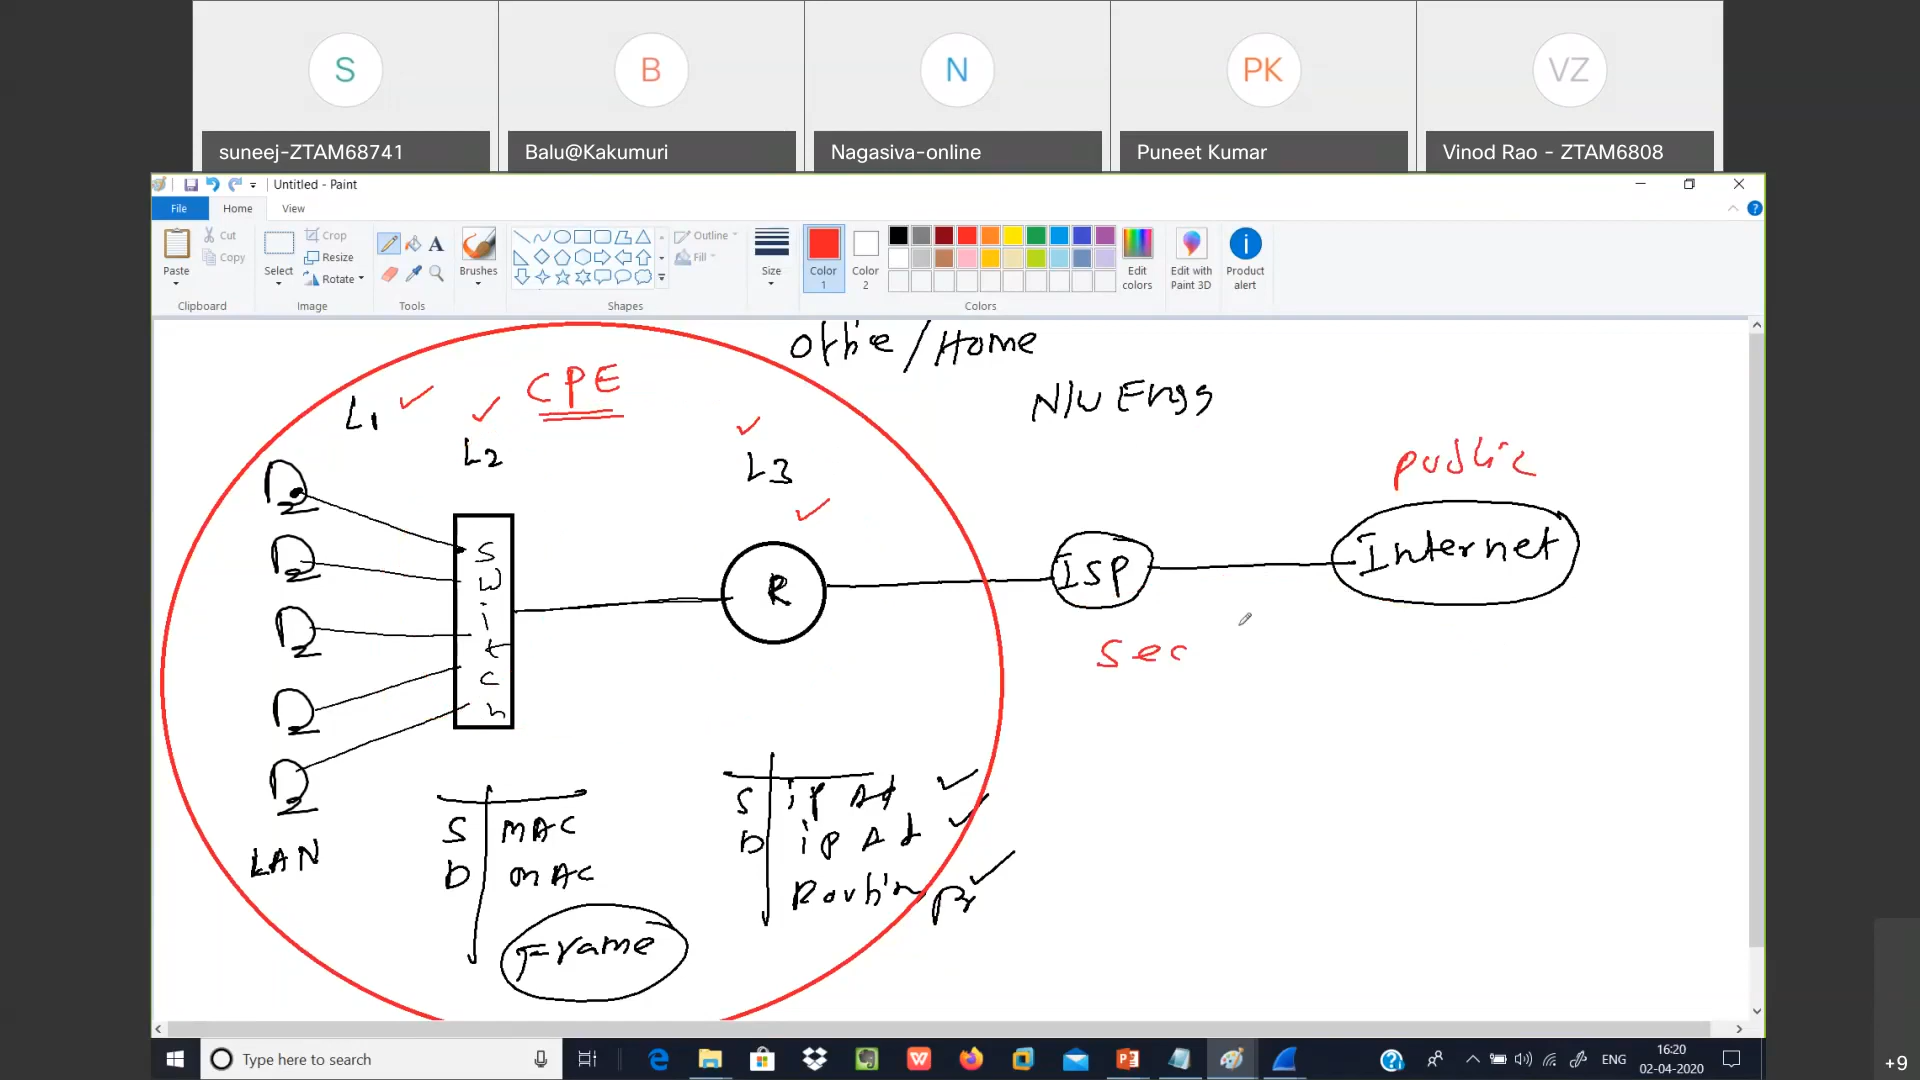 S
B
N
PK
VZ
suneej-ZTAM68741
Balu@Kakumuri
Nagasiva-online
Puneet Kumar
Vinod Rao - ZTAM6808
Untitled - Paint
File
Home
View
Paste
Cut
Copy
Clipboard
Select
Crop
Resize
Rotate
Image
A
Tools
Brushes
Shapes
Outline
Fill
Size
Color
1
Color
2
Colors
Edit
colors
Edit with
Paint 3D
Product
alert
Office/Home
N/W Engs
CPE
L1
L2
L3
public
Switch
R
ISP
Internet
Sec
LAN
S MAC
D MAC
Frame
S ip Ad
D ip Ad
Type here to search
ENG
16:20
02-04-2020
+9